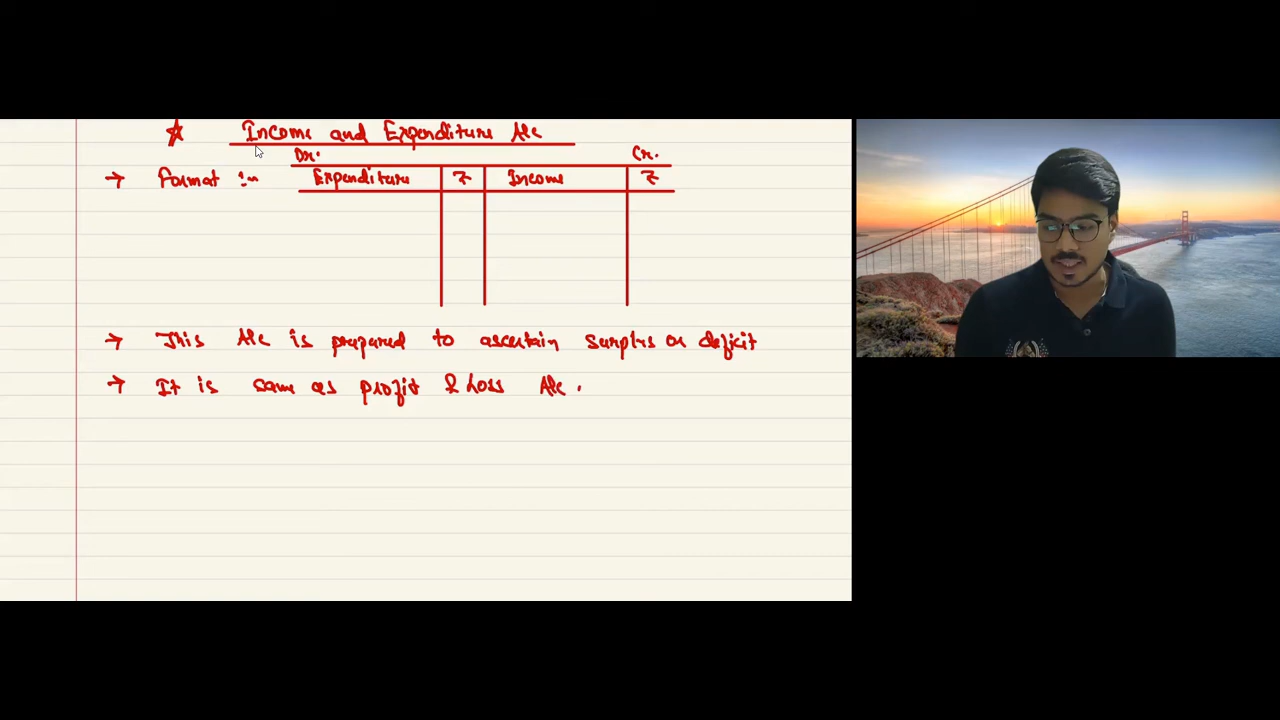 ★ Income and Expenditure A/c
Dr. Cr.
→ Format :- Expenditure ₹ Income ₹
→ This A/c is prepared to ascertain surplus or deficit
→ It is same as profit & Loss A/c.